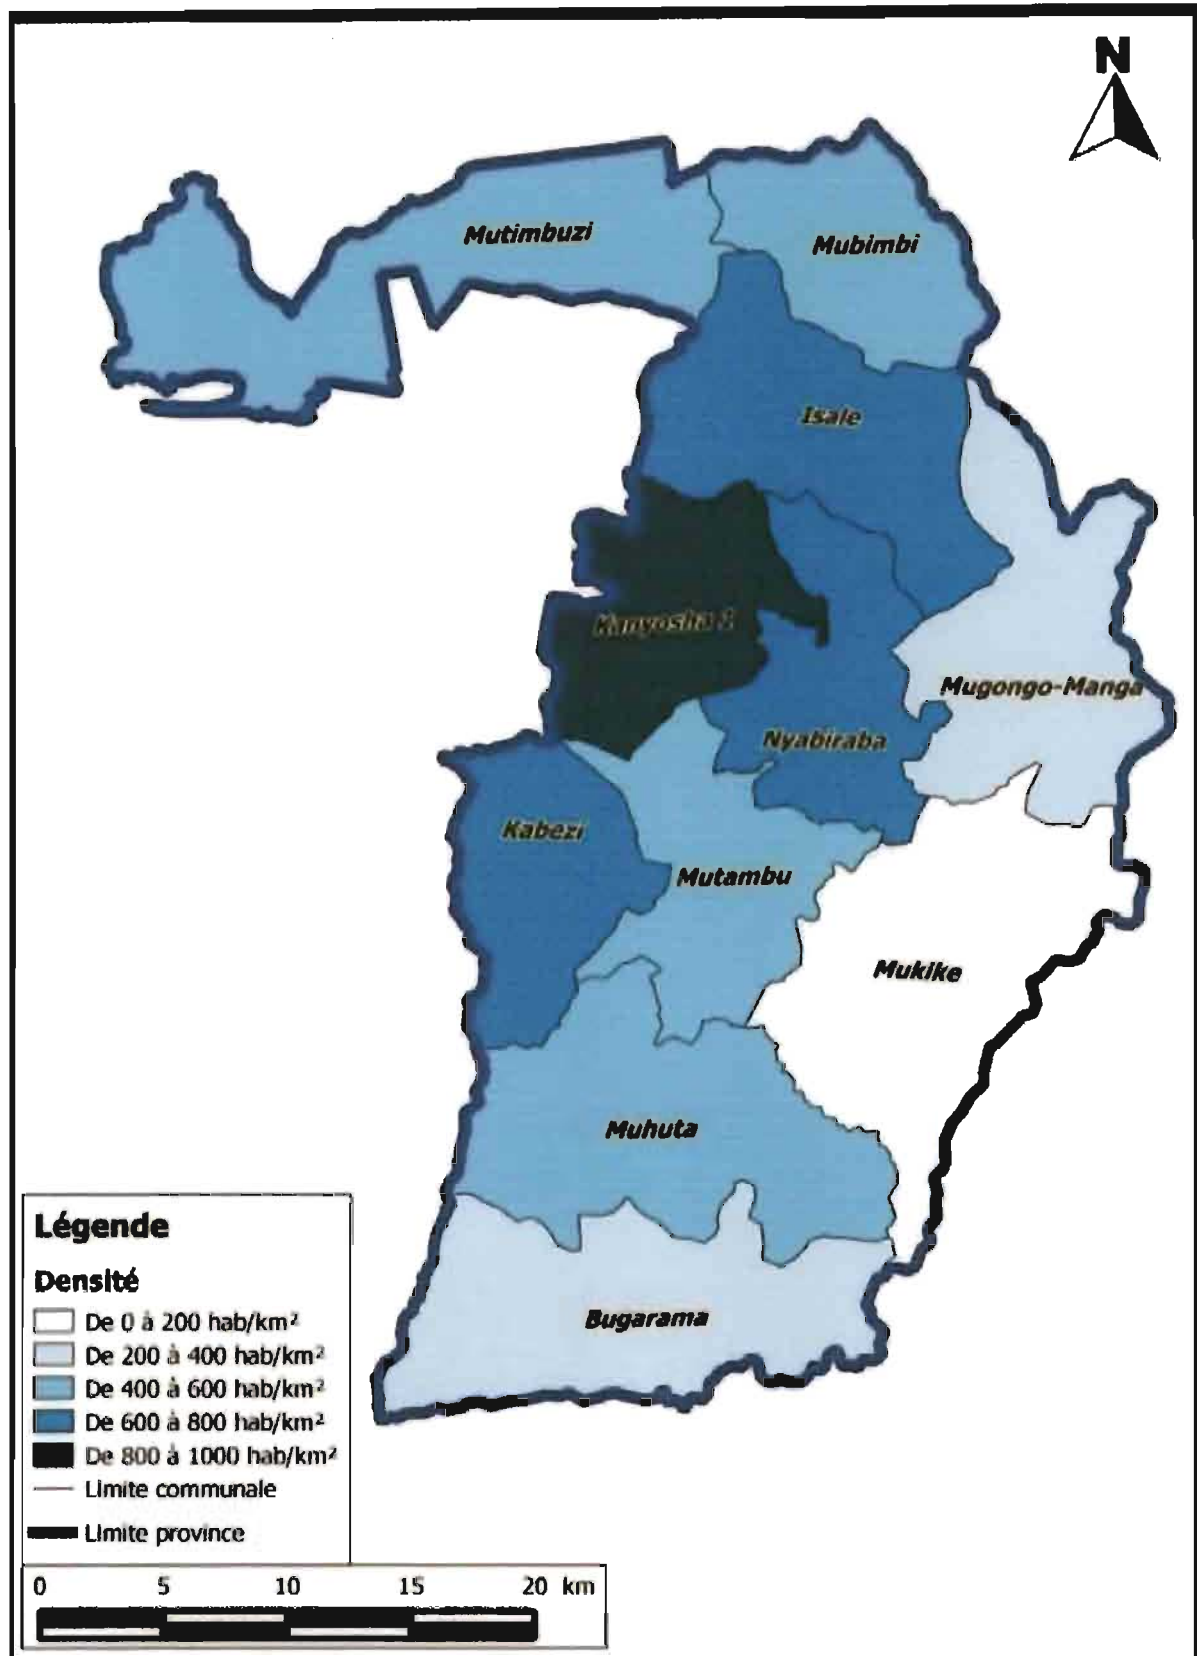 N
Mutimbuzi
Mubimbi
Isale
Kanyosha 1
Mugongo-Manga
Nyabiraba
Kabezi
Mutambu
Mukike
Muhuta
Bugarama
Légende
Densité
De 0 à 200 hab/km²
De 200 à 400 hab/km²
De 400 à 600 hab/km²
De 600 à 800 hab/km²
De 800 à 1000 hab/km²
Limite communale
Limite province
0 5 10 15 20 km